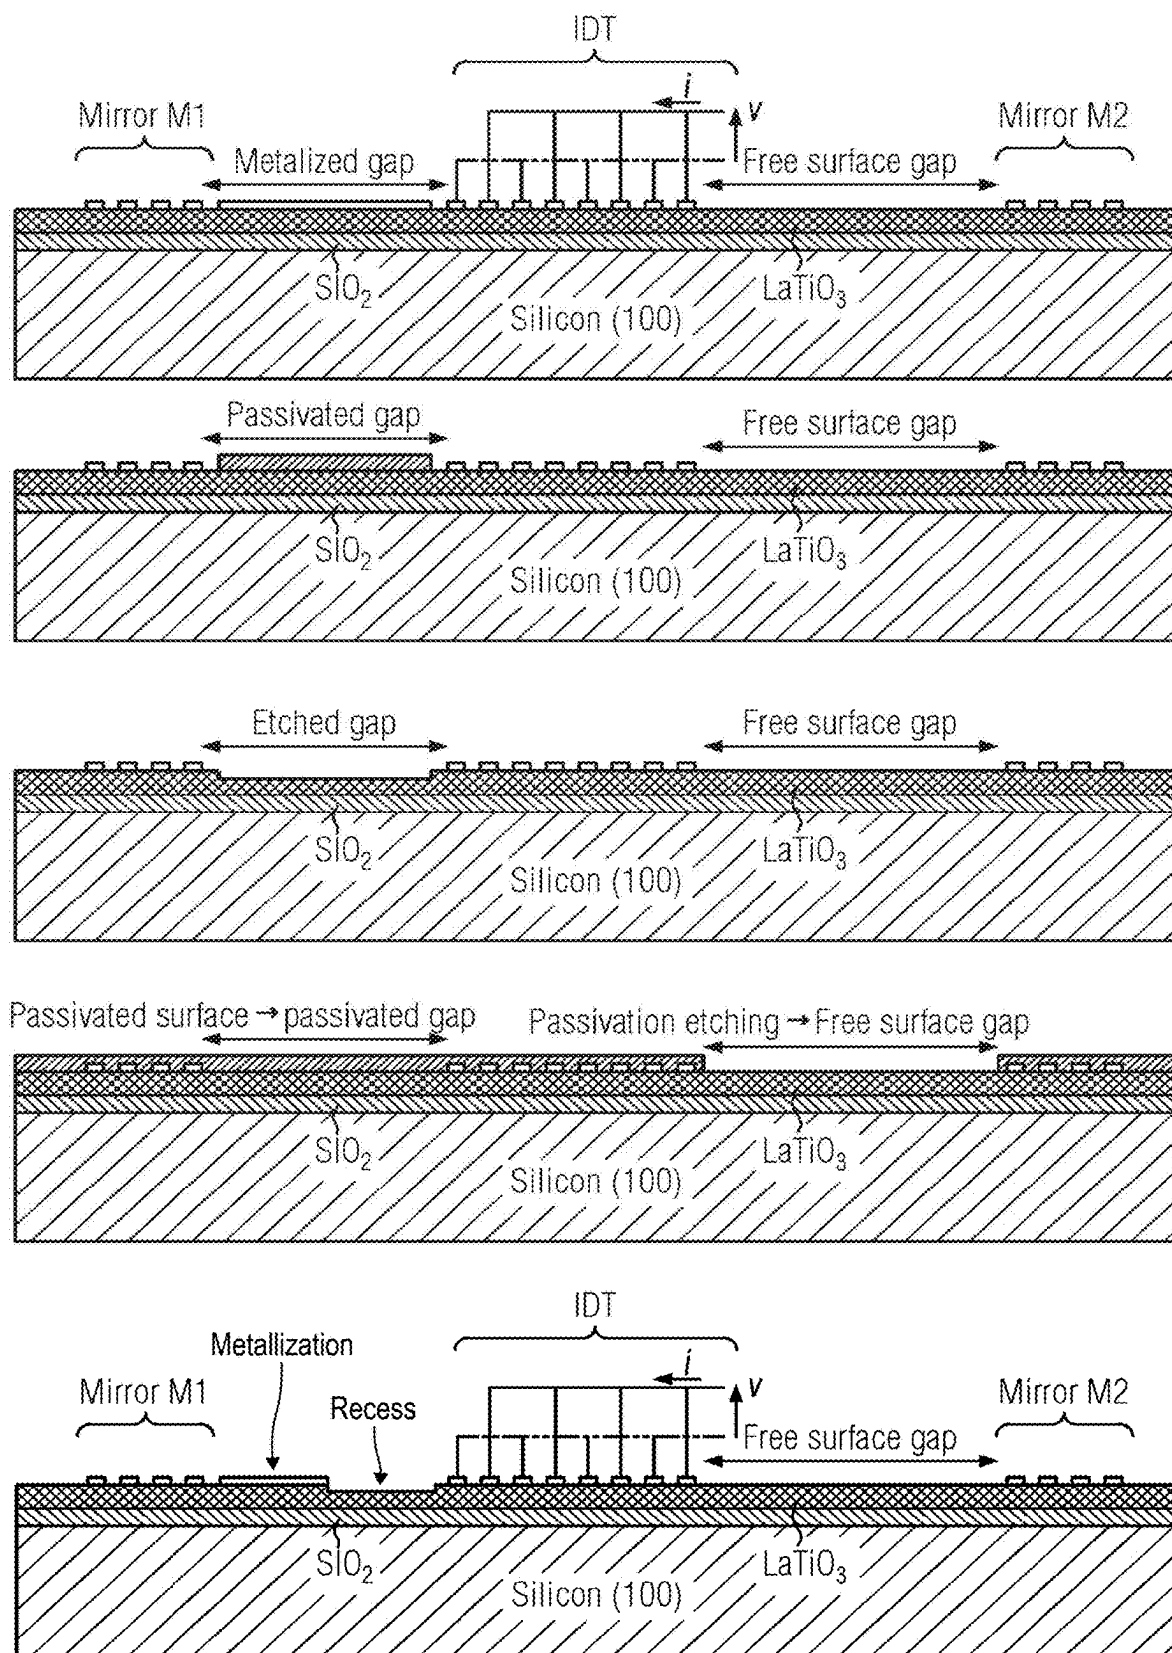 IDT
i
v
Mirror M1
Mirror M2
Metalized gap
Free surface gap
SiO2
LaTiO3
Silicon (100)
Passivated gap
Free surface gap
SiO2
LaTiO3
Silicon (100)
Etched gap
Free surface gap
SiO2
LaTiO3
Silicon (100)
Passivated surface→passivated gap
Passivation etching→Free surface gap
SiO2
LaTiO3
Silicon (100)
IDT
Metallization
i
v
Mirror M1
Mirror M2
Recess
Free surface gap
SiO2
LaTiO3
Silicon (100)